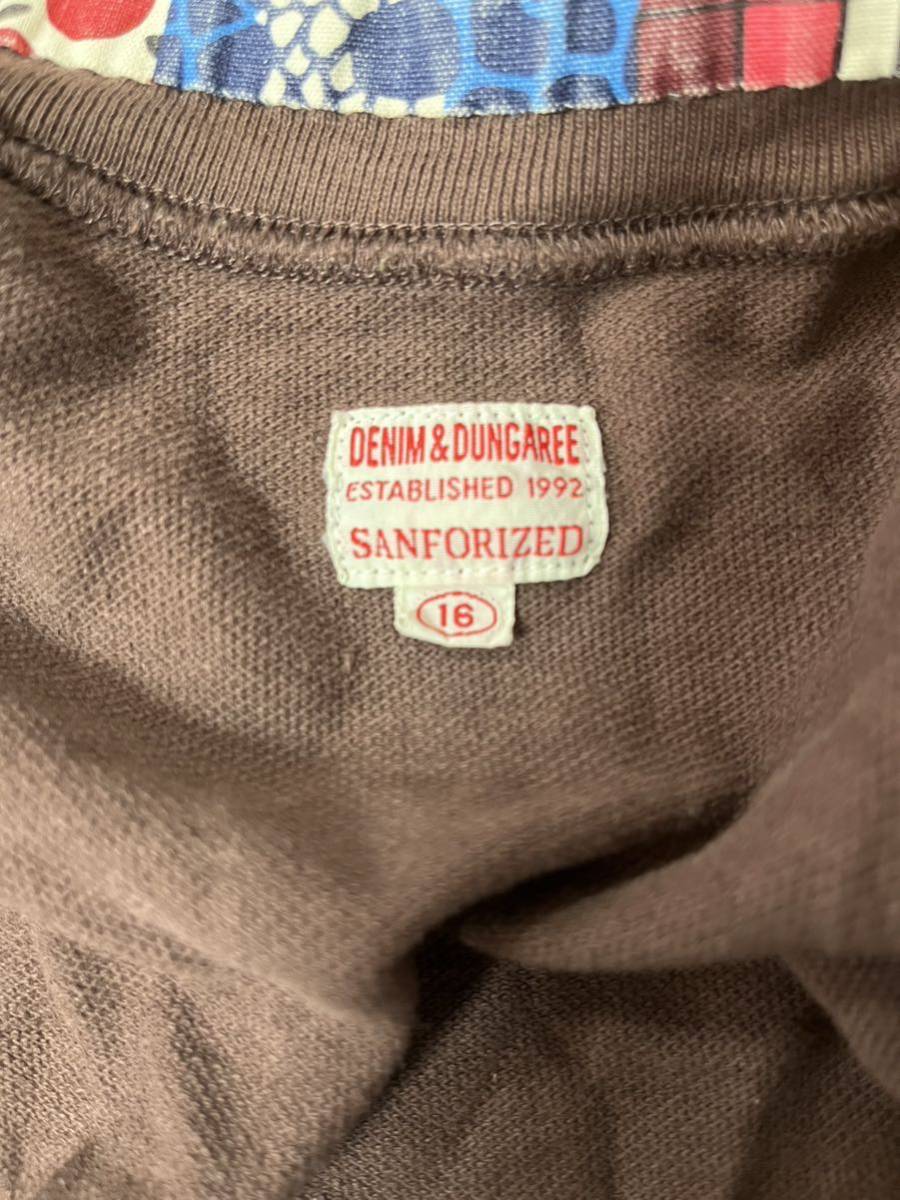 DENIM & DUNGAREE
ESTABLISHED 1992
SANFORIZED
16